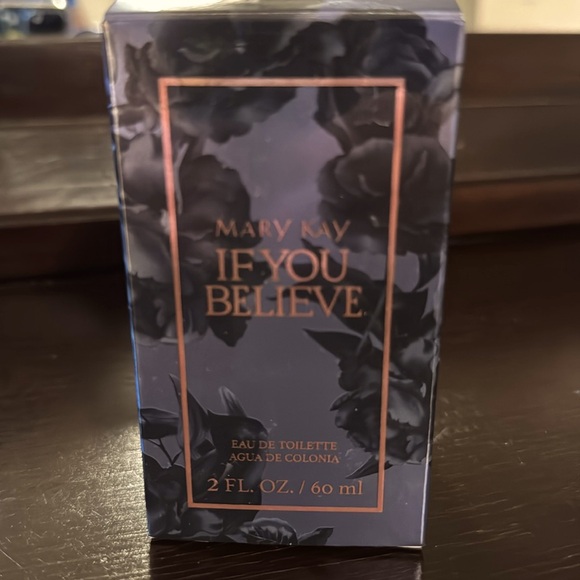 MARY KAY
IF YOU
BELIEVE
EAU DE TOILETTE
AGUA DE COLONIA
2 FL. OZ. / 60 ml